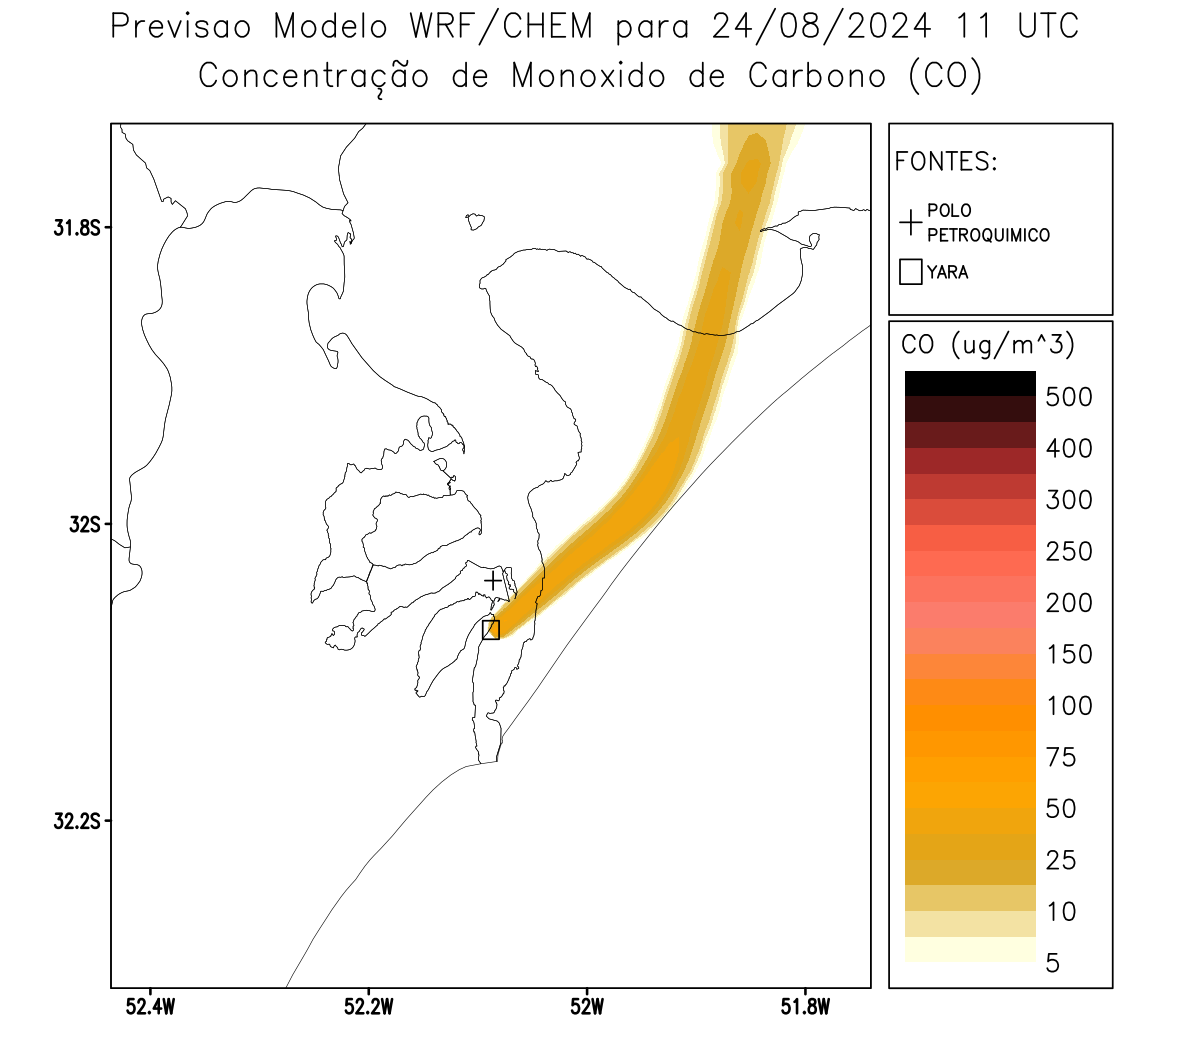 Previsao Modelo WRF/CHEM para 24/08/2024 11 UTC
Concentração de Monoxido de Carbono (CO)
FONTES:
POLO
PETROQUIMICO
YARA
CO (ug/m^3)
500
400
300
250
200
150
100
75
50
25
10
5
31.8S
32S
32.2S
52.4W
52.2W
52W
51.8W